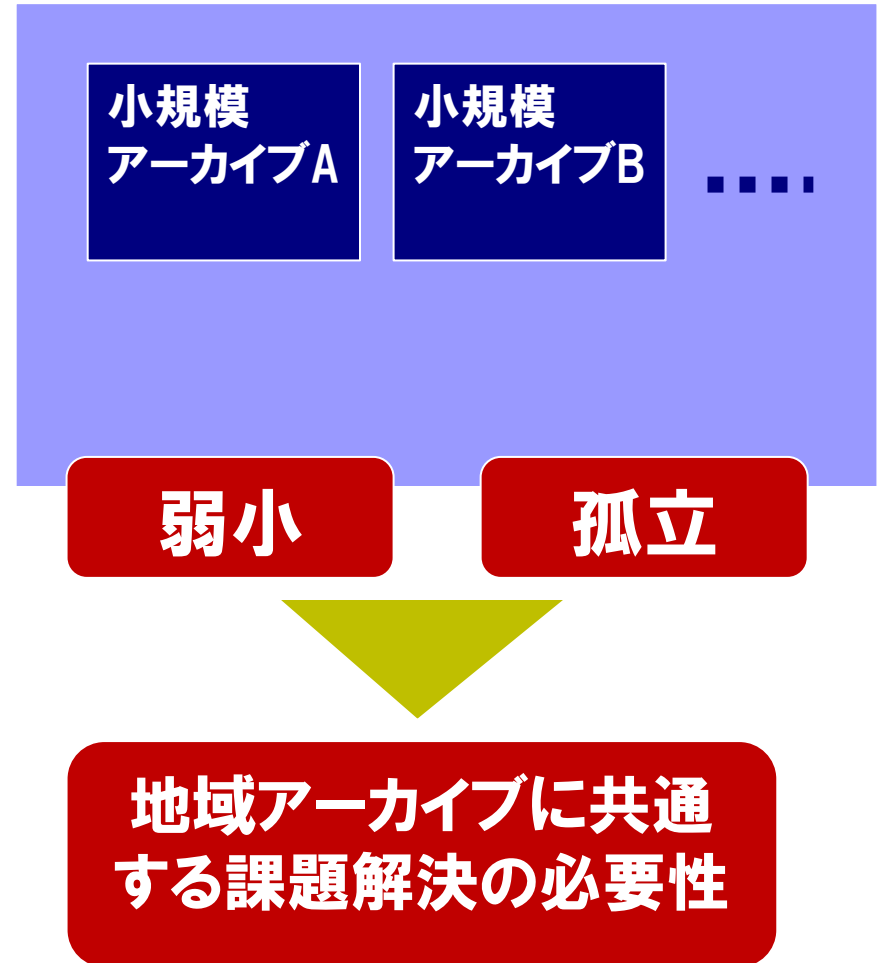 小規模
アーカイブA
小規模
アーカイブB
....
弱小
孤立
地域アーカイブに共通
する課題解決の必要性